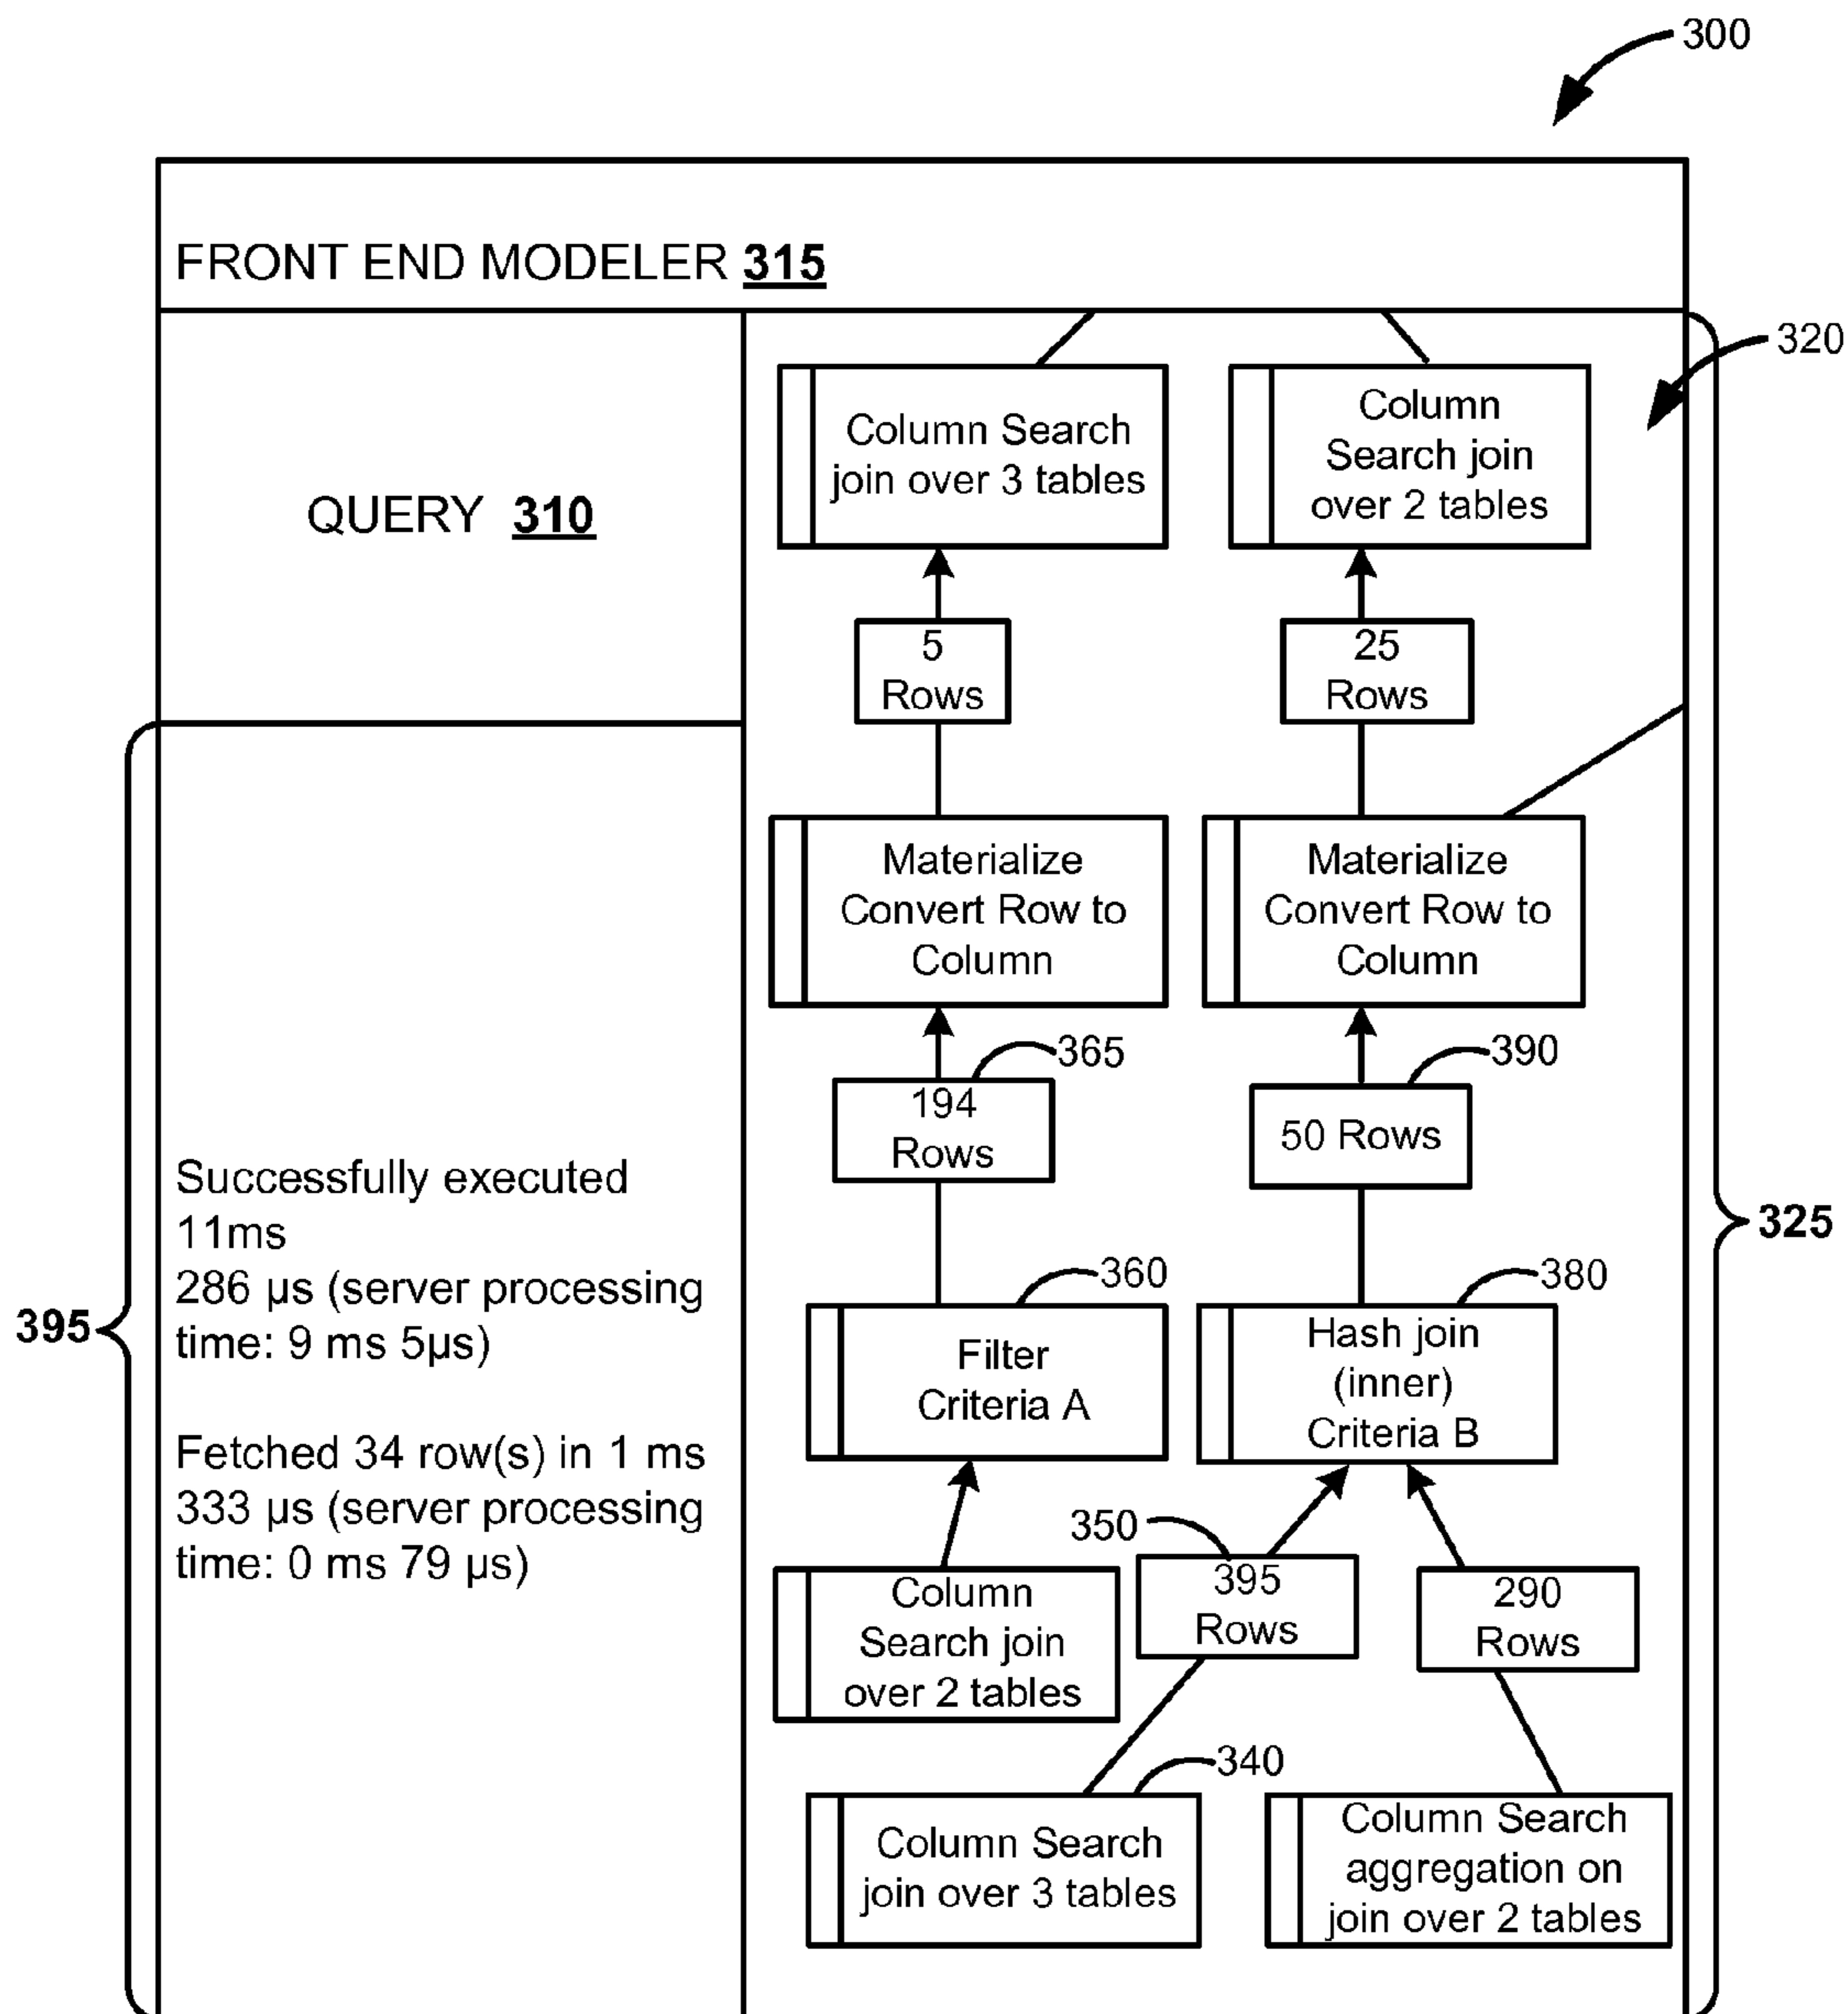 300
FRONT END MODELER 315
320
QUERY 310
Column Search
join over 3 tables
Column
Search join
over 2 tables
5
Rows
25
Rows
Materialize
Convert Row to
Column
Materialize
Convert Row to
Column
365
390
194
Rows
50 Rows
Successfully executed
11ms
286 µs (server processing
time: 9 ms 5µs)
Fetched 34 row(s) in 1 ms
333 µs (server processing
time: 0 ms 79 µs)
395
325
360
380
Filter
Criteria A
Hash join
(inner)
Criteria B
350
395
Rows
290
Rows
Column
Search join
over 2 tables
340
Column Search
join over 3 tables
Column Search
aggregation on
join over 2 tables